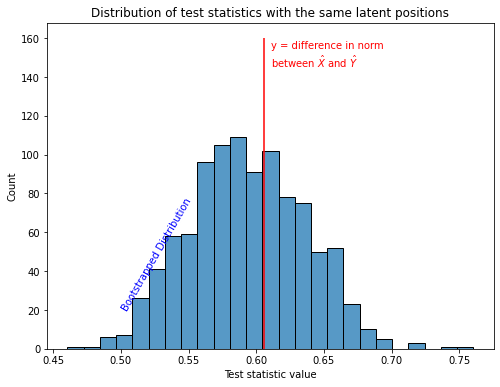 Distribution of test statistics with the same latent positions
160
140
120
100
80
60
40
20
0
Count
y = difference in norm
between X̂ and Ŷ
Bootstrapped Distribution
0.45 0.50 0.55 0.60 0.65 0.70 0.75
Test statistic value